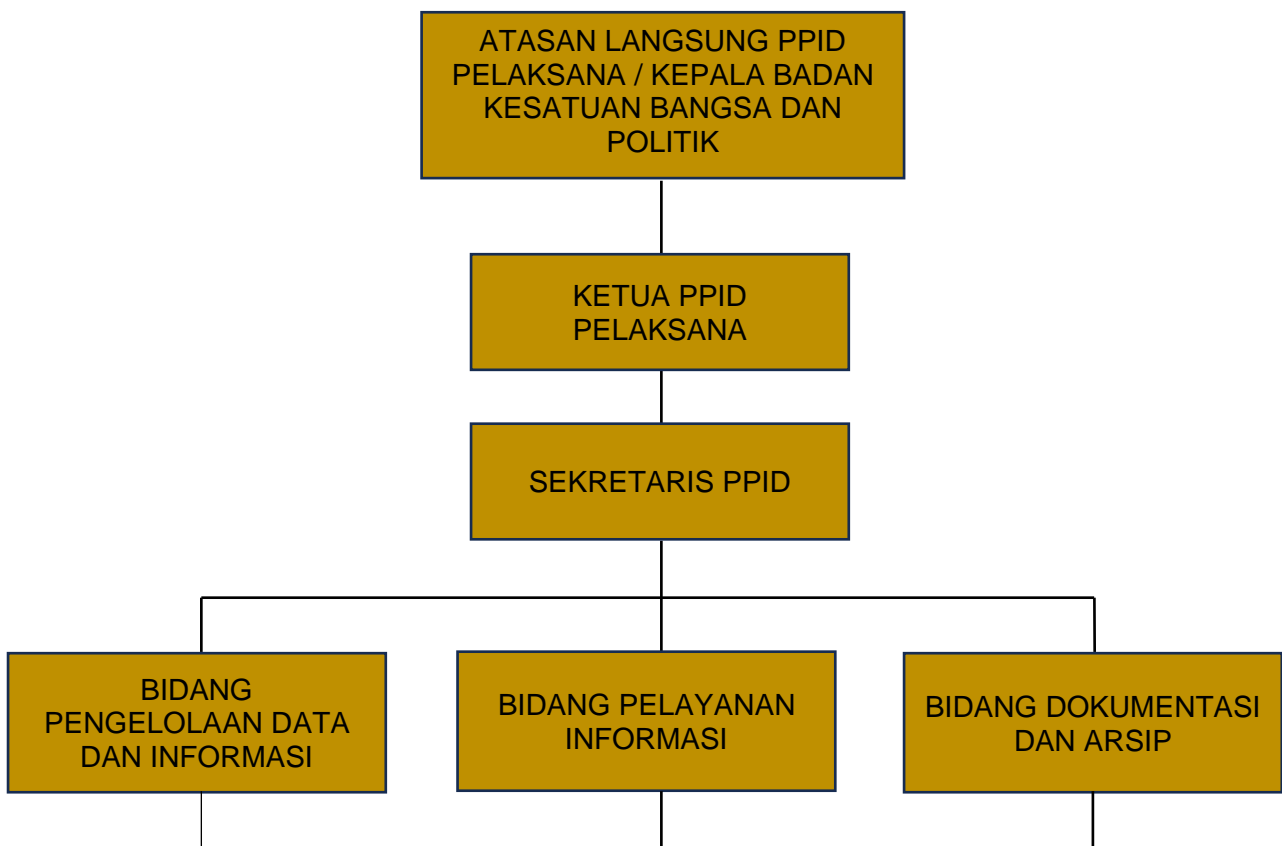 ATASAN LANGSUNG PPID
PELAKSANA / KEPALA BADAN
KESATUAN BANGSA DAN
POLITIK
KETUA PPID
PELAKSANA
SEKRETARIS PPID
BIDANG
PENGELOLAAN DATA
DAN INFORMASI
BIDANG PELAYANAN
INFORMASI
BIDANG DOKUMENTASI
DAN ARSIP